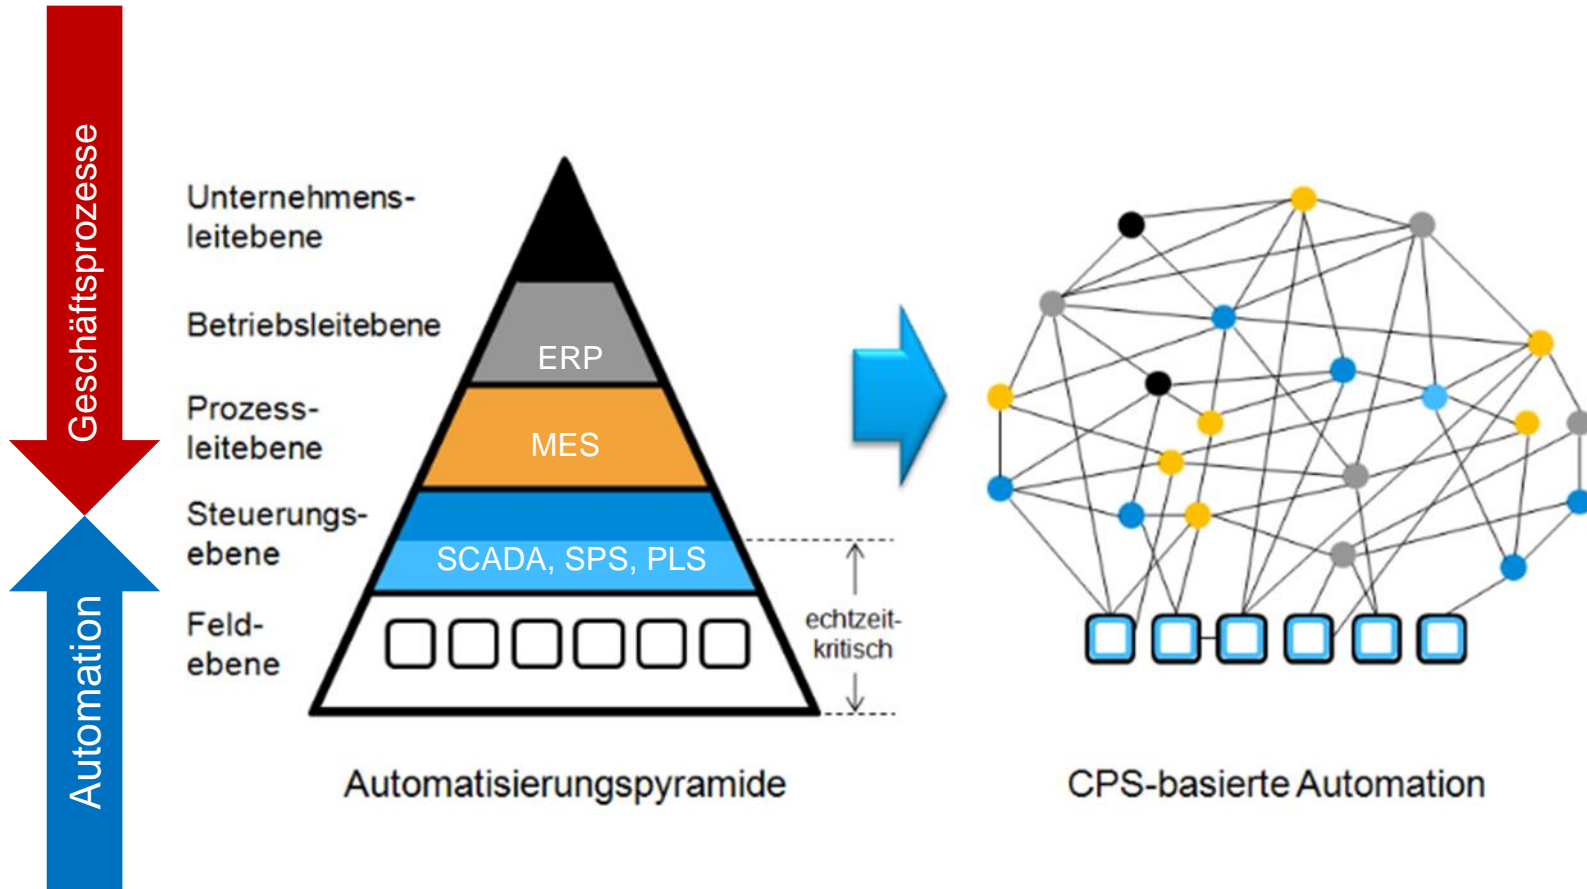 Geschäftsprozesse
Automation
Unternehmens-
leitebene
Betriebsleitebene
ERP
Prozess-
leitebene
MES
Steuerungs-
ebene
SCADA, SPS, PLS
Feld-
ebene
echtzeit-
kritisch
Automatisierungspyramide
CPS-basierte Automation